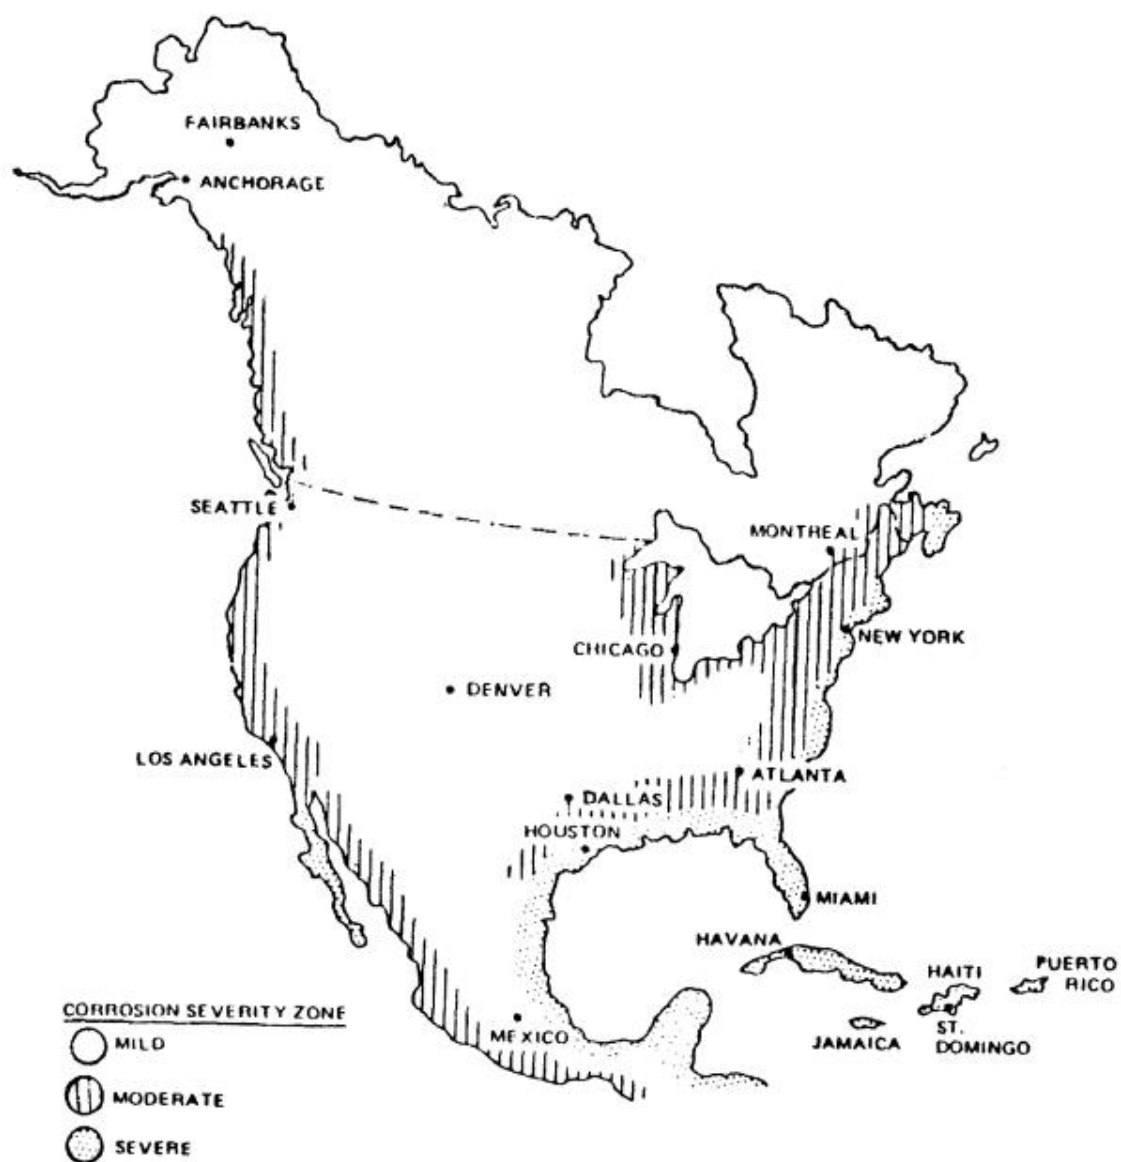 FAIRBANKS
ANCHORAGE
SEATTLE
MONTREAL
NEW YORK
CHICAGO
DENVER
LOS ANGELES
ATLANTA
DALLAS
HOUSTON
MIAMI
HAVANA
HAITI
PUERTO
RICO
MEXICO
JAMAICA
ST.
DOMINGO
CORROSION SEVERITY ZONE
MILD
MODERATE
SEVERE